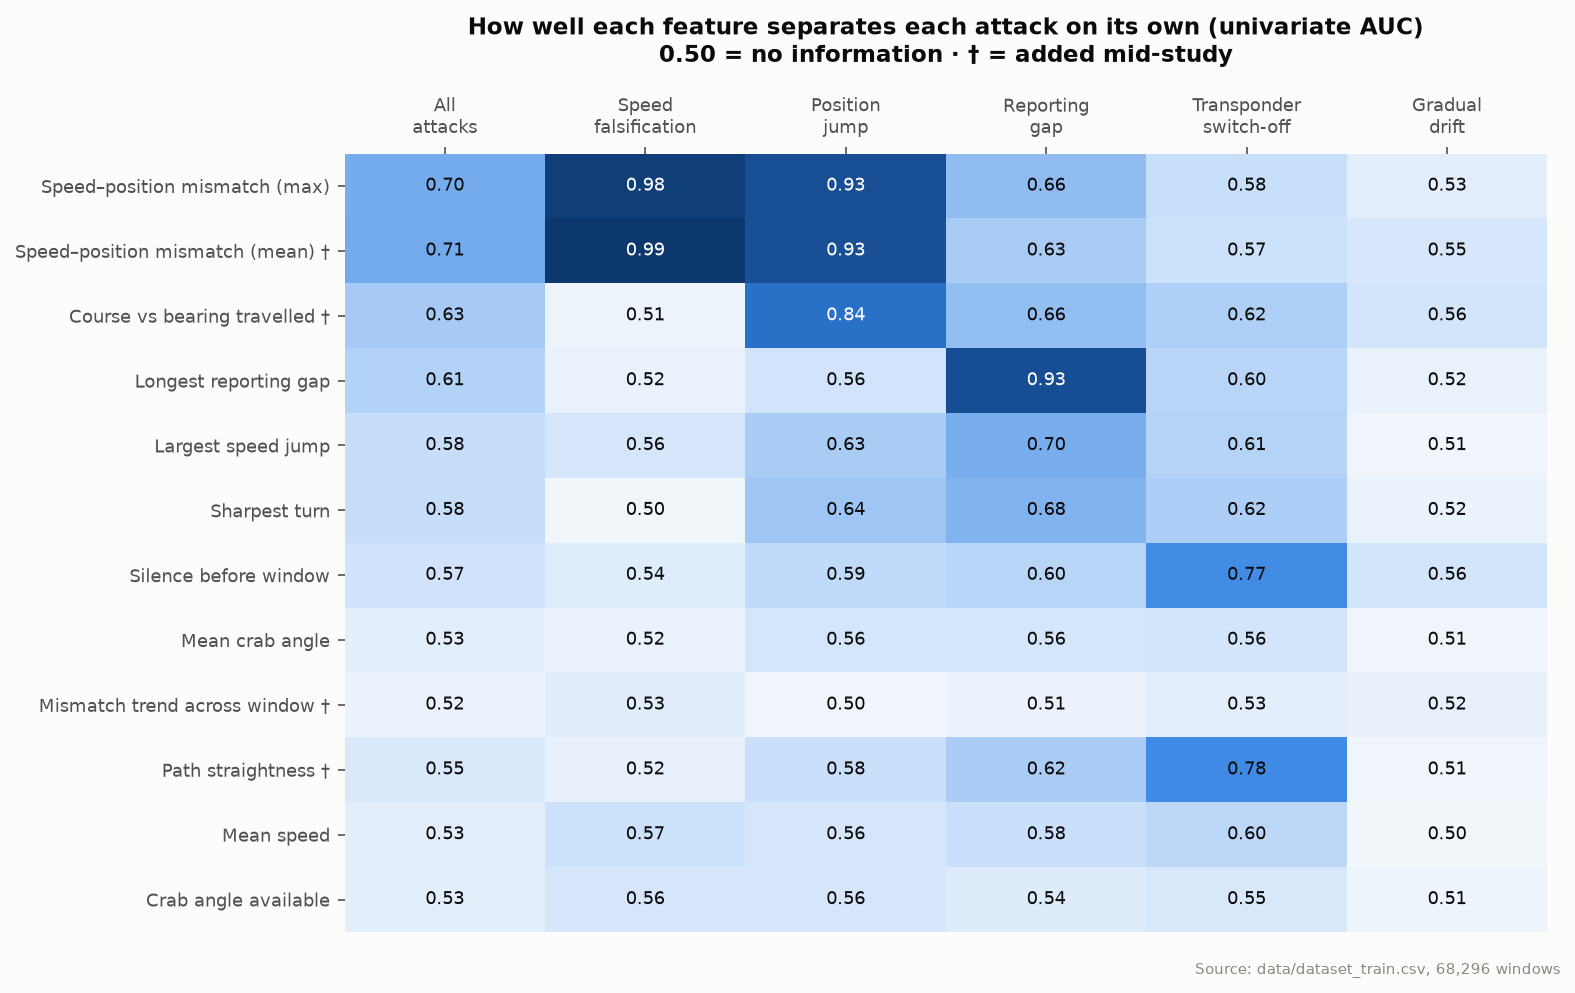 How well each feature separates each attack on its own (univariate AUC)
0.50 = no information · † = added mid-study
All attacks
Speed falsification
Position jump
Reporting gap
Transponder switch-off
Gradual drift
Speed–position mismatch (max) 0.70 0.98 0.93 0.66 0.58 0.53
Speed–position mismatch (mean) † 0.71 0.99 0.93 0.63 0.57 0.55
Course vs bearing travelled † 0.63 0.51 0.84 0.66 0.62 0.56
Longest reporting gap 0.61 0.52 0.56 0.93 0.60 0.52
Largest speed jump 0.58 0.56 0.63 0.70 0.61 0.51
Sharpest turn 0.58 0.50 0.64 0.68 0.62 0.52
Silence before window 0.57 0.54 0.59 0.60 0.77 0.56
Mean crab angle 0.53 0.52 0.56 0.56 0.56 0.51
Mismatch trend across window † 0.52 0.53 0.50 0.51 0.53 0.52
Path straightness † 0.55 0.52 0.58 0.62 0.78 0.51
Mean speed 0.53 0.57 0.56 0.58 0.60 0.50
Crab angle available 0.53 0.56 0.56 0.54 0.55 0.51
Source: data/dataset_train.csv, 68,296 windows